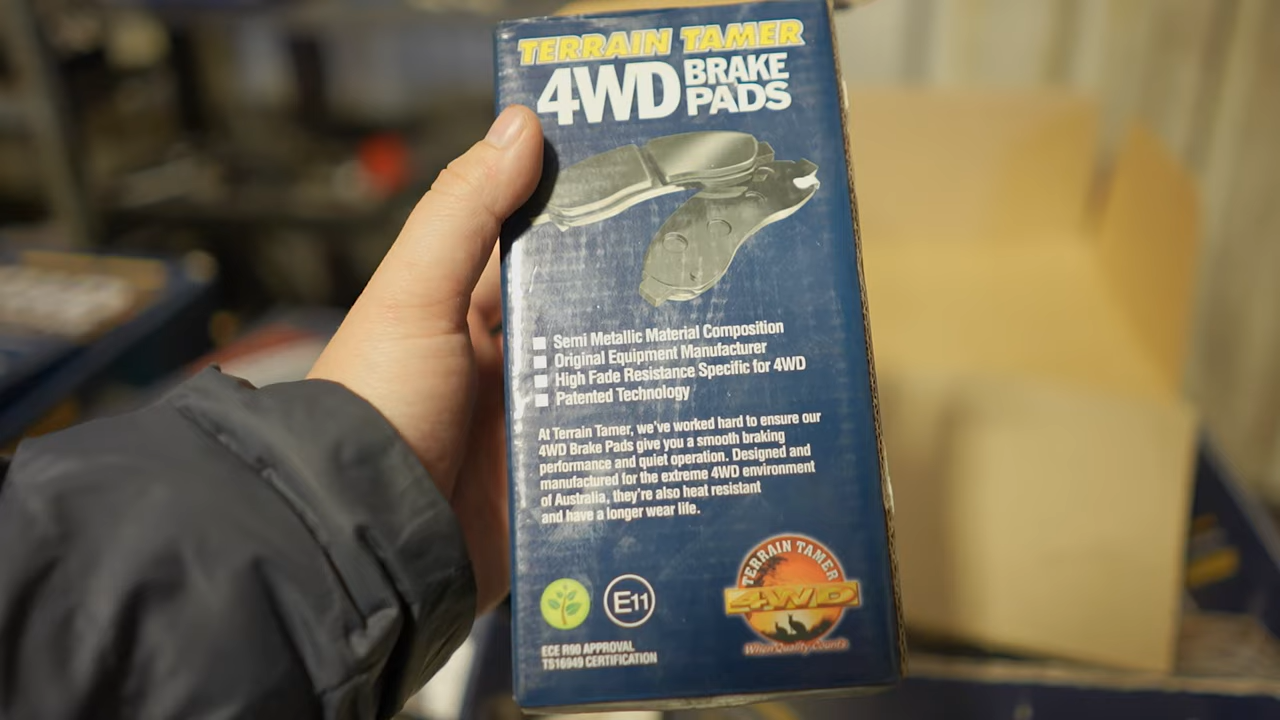 TERRAIN TAMER
4WD BRAKE PADS
Semi Metallic Material Composition
Original Equipment Manufacturer
High Fade Resistance Specific for 4WD
Patented Technology
At Terrain Tamer, we've worked hard to ensure our
4WD Brake Pads give you a smooth braking
performance and quiet operation. Designed and
manufactured for the extreme 4WD environment
of Australia, they're also heat resistant
and have a longer wear life.
E11
ECE R90 APPROVAL
TS16949 CERTIFICATION
TERRAIN TAMER
4WD
When Quality Counts